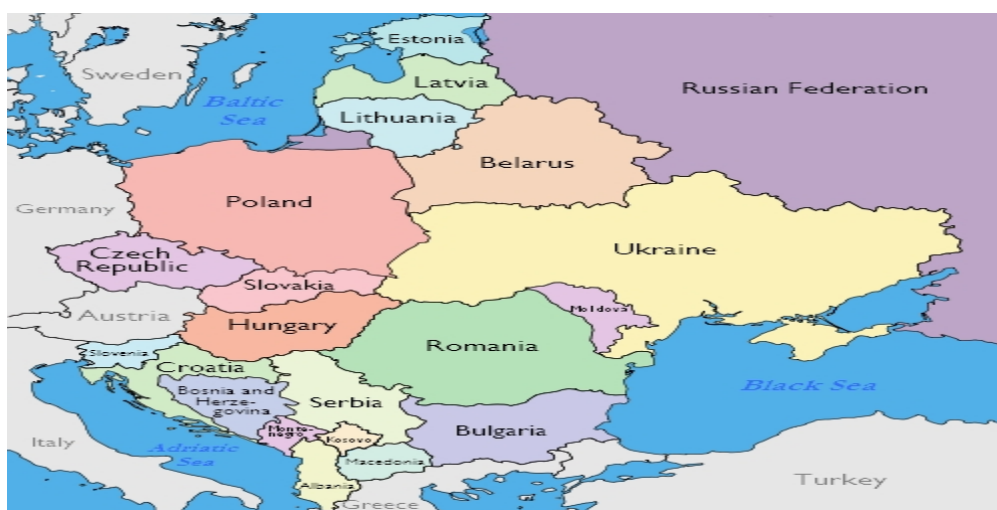 Estonia
Sweden
Latvia
Russian Federation
Baltic
Sea
Lithuania
Belarus
Poland
Germany
Ukraine
Czech
Republic
Slovakia
Moldova
Austria
Hungary
Romania
Slovenia
Croatia
Bosnia and
Herze-
govina
Serbia
Black Sea
Monte-
negro
Kosovo
Bulgaria
Italy
Adriatic
Sea
Macedonia
Turkey
Albania
Greece